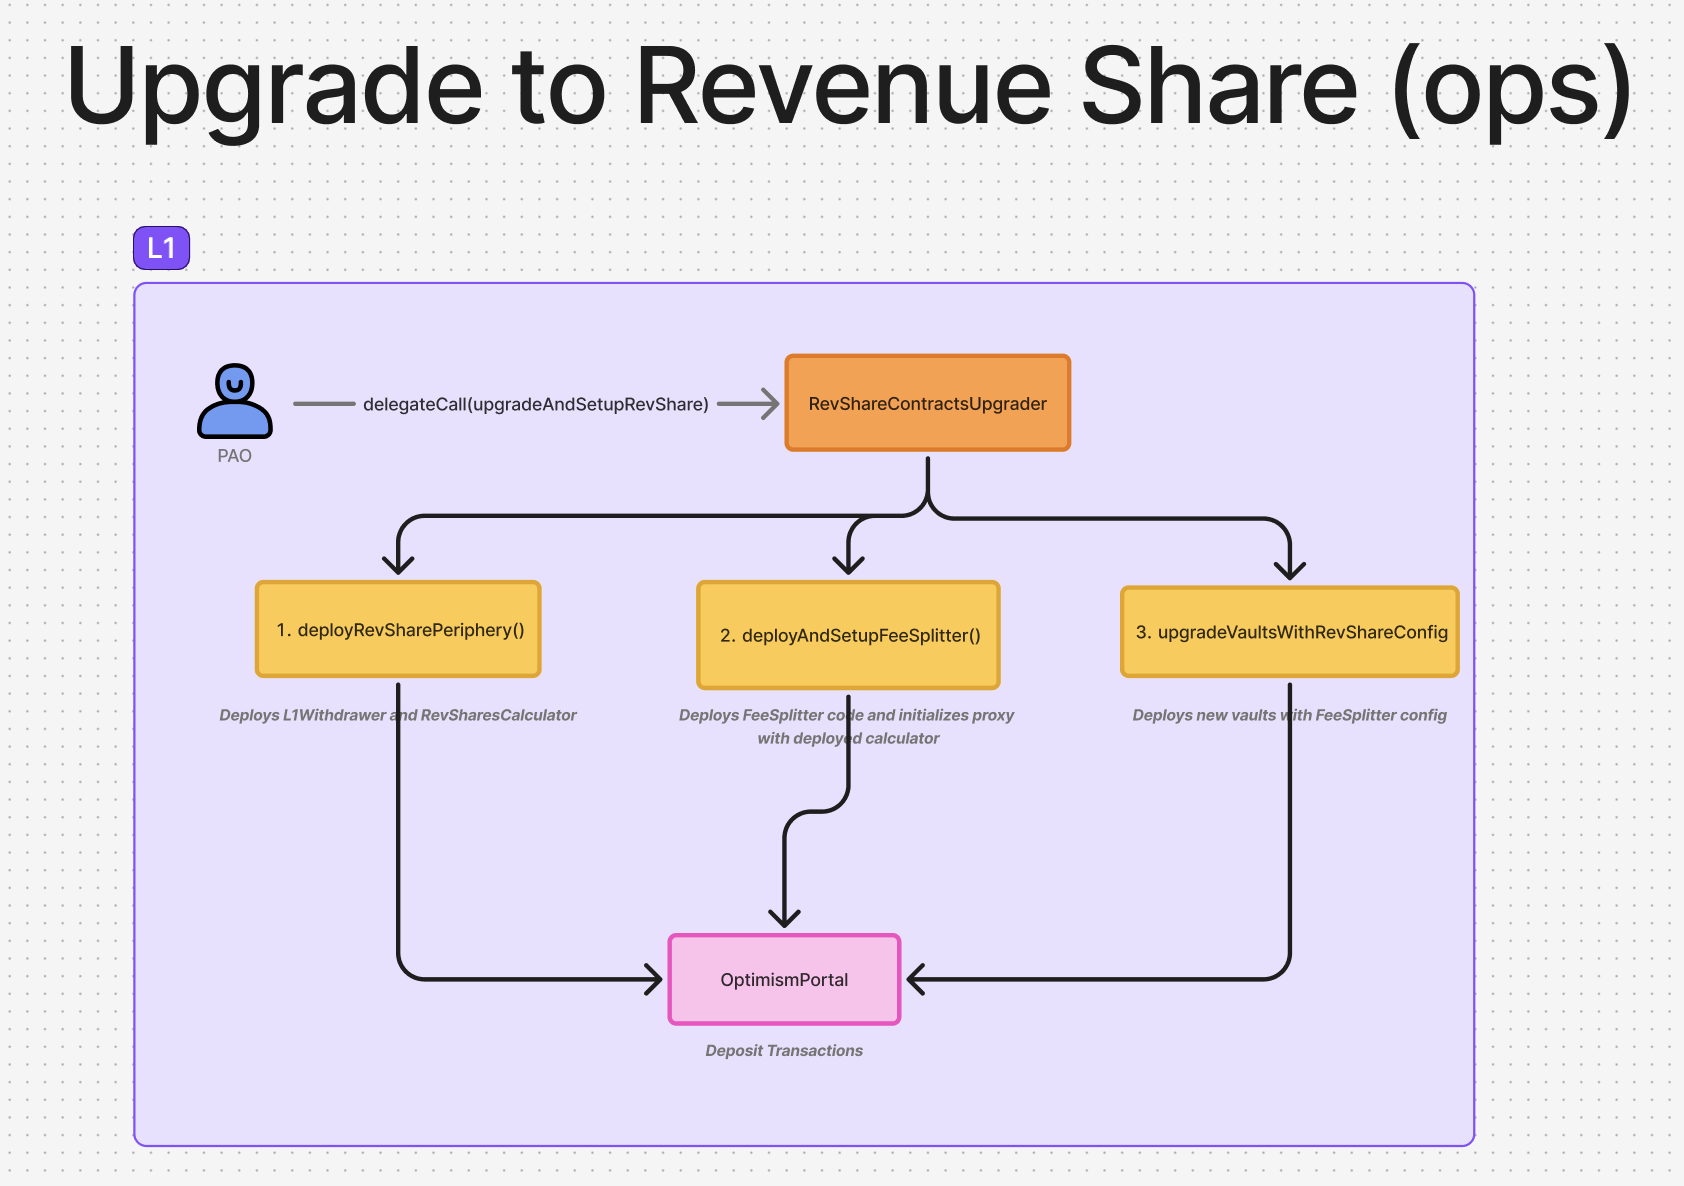 Upgrade to Revenue Share (ops)
L1
delegateCall(upgradeAndSetupRevShare)
RevShareContractsUpgrader
PAO
1. deployRevSharePeriphery()
2. deployAndSetupFeeSplitter()
3. upgradeVaultsWithRevShareConfig
Deploys L1Withdrawer and RevSharesCalculator
Deploys FeeSplitter code and initializes proxy
with deployed calculator
Deploys new vaults with FeeSplitter config
OptimismPortal
Deposit Transactions